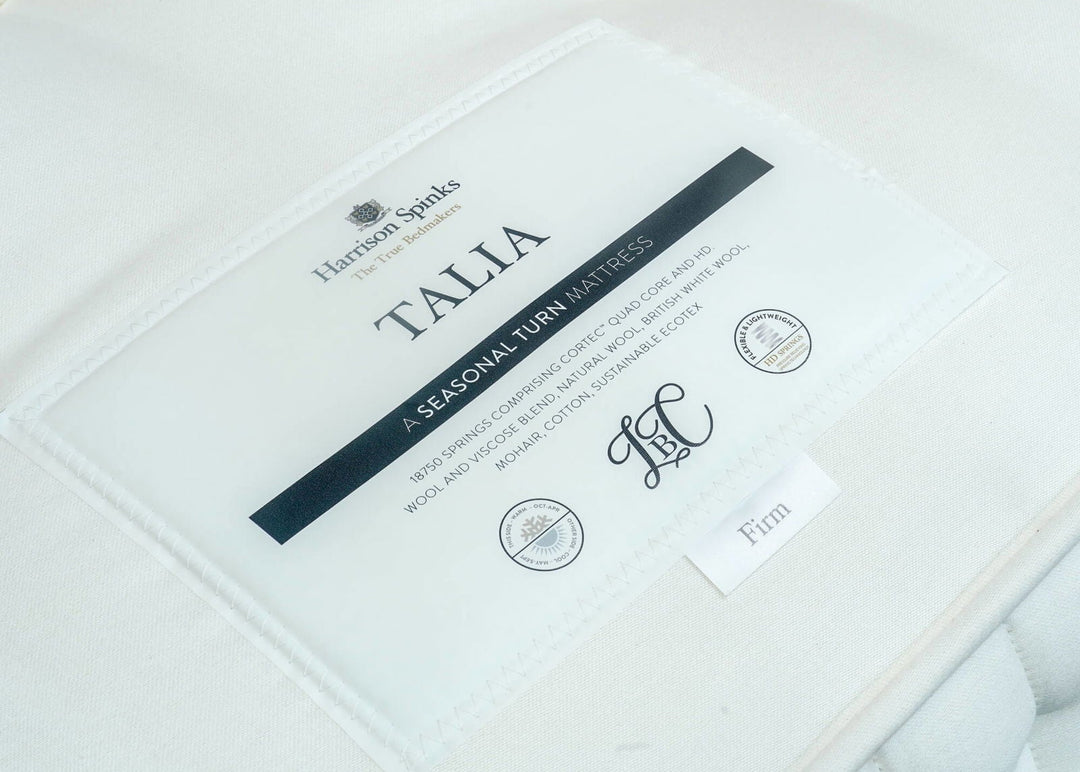 Harrison Spinks
The True Bedmakers
TALIA
A SEASONAL TURN MATTRESS
18750 SPRINGS COMPRISING CORTEC™ QUAD CORE AND HD.
WOOL AND VISCOSE BLEND, NATURAL WOOL, BRITISH WHITE WOOL,
MOHAIR, COTTON, SUSTAINABLE ECOTEX
FLEXIBLE & LIGHTWEIGHT
HD SPRINGS
LBC
THIS SIDE - WARM - OCT-APR
OTHER SIDE - COOL - MAY-SEPT
Firm